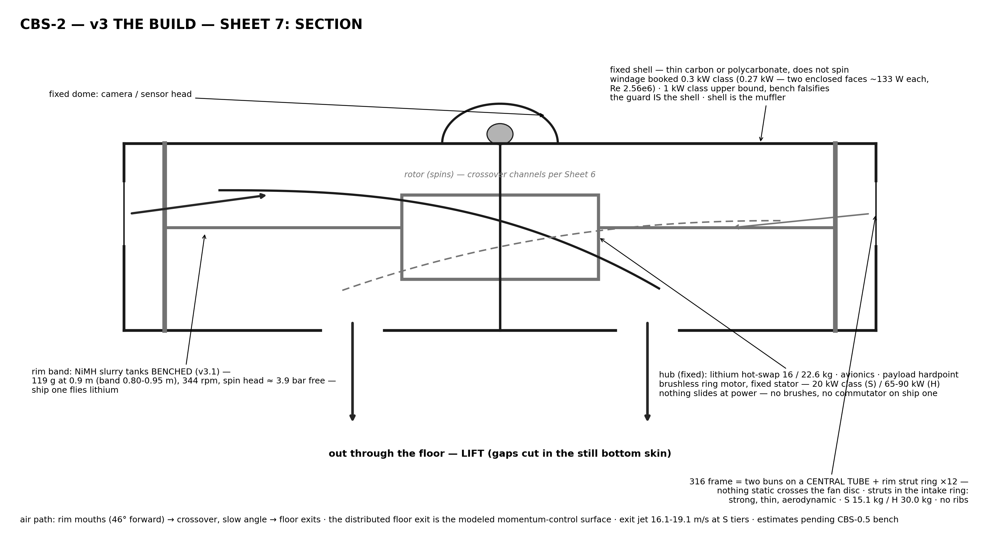 CBS-2 — v3 THE BUILD — SHEET 7: SECTION
fixed shell — thin carbon or polycarbonate, does not spin
windage booked 0.3 kW class (0.27 kW — two enclosed faces ~133 W each,
Re 2.56e6) · 1 kW class upper bound, bench falsifies
the guard IS the shell · shell is the muffler
fixed dome: camera / sensor head
rotor (spins) — crossover channels per Sheet 6
rim band: NiMH slurry tanks BENCHED (v3.1) —
119 g at 0.9 m (band 0.80-0.95 m), 344 rpm, spin head ≈ 3.9 bar free —
ship one flies lithium
hub (fixed): lithium hot-swap 16 / 22.6 kg · avionics · payload hardpoint
brushless ring motor, fixed stator — 20 kW class (S) / 65-90 kW (H)
nothing slides at power — no brushes, no commutator on ship one
out through the floor — LIFT (gaps cut in the still bottom skin)
316 frame = two buns on a CENTRAL TUBE + rim strut ring ×12 —
nothing static crosses the fan disc · struts in the intake ring:
strong, thin, aerodynamic · S 15.1 kg / H 30.0 kg · no ribs
air path: rim mouths (46° forward) → crossover, slow angle → floor exits · the distributed floor exit is the modeled momentum-control surface · exit jet 16.1-19.1 m/s at S tiers · estimates pending CBS-0.5 bench